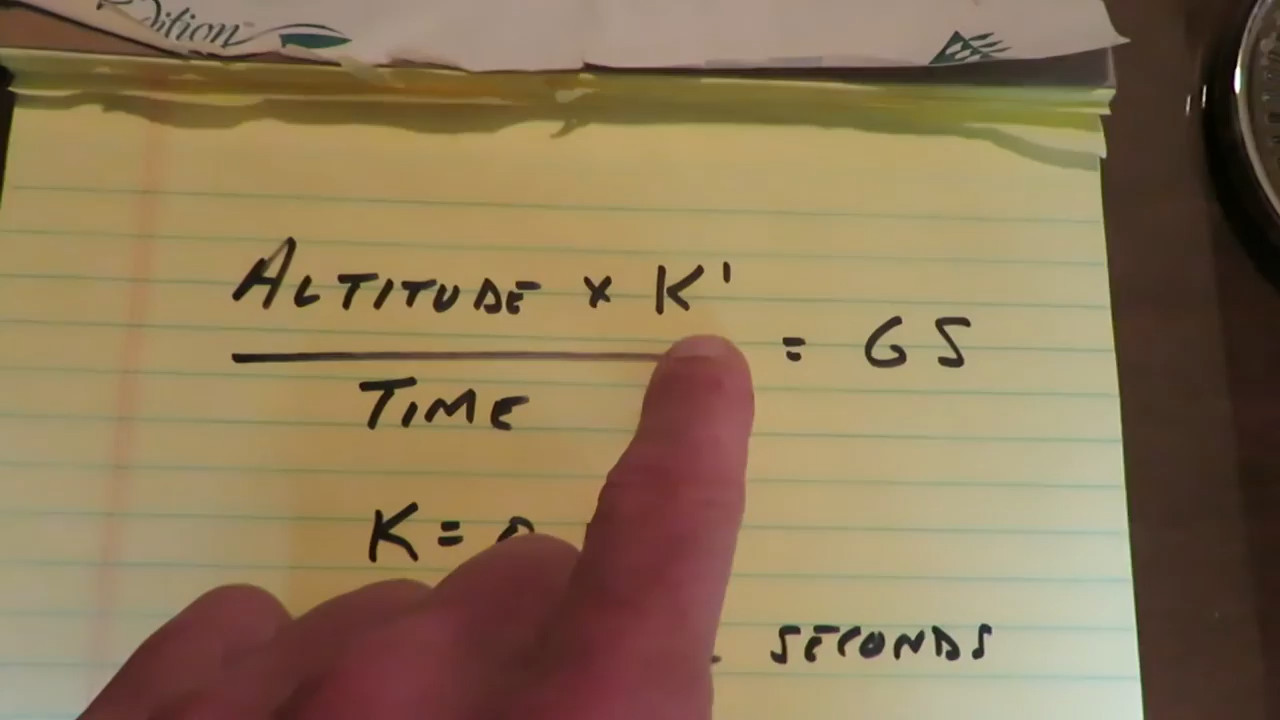 ALTITUDE x K'
= GS
TIME
K =
SECONDS